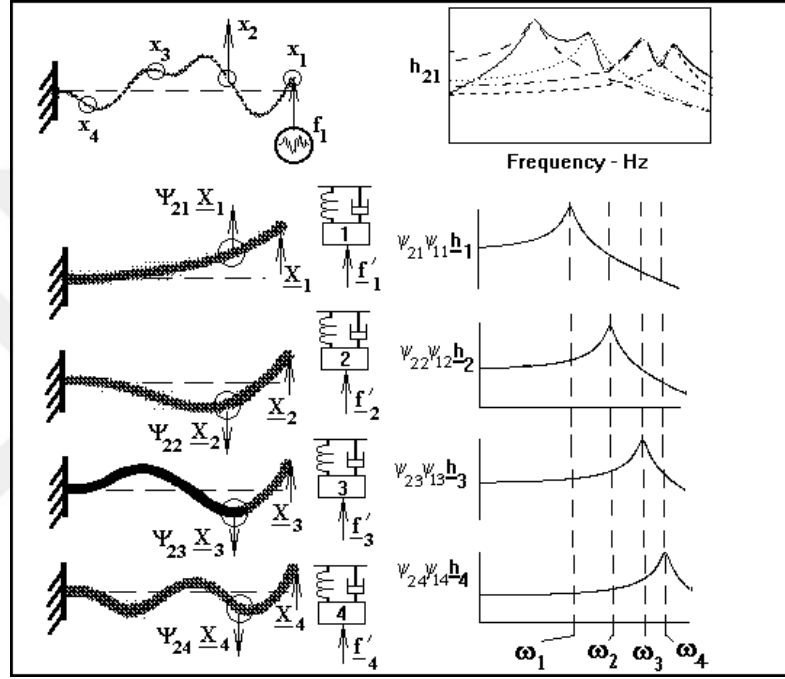 x₃
x₂
x₁
x₄
f₁
h₂₁
Frequency - Hz
Ψ₂₁ X₁
X₁
1
f′₁
ψ₂₁ψ₁₁h₁
2
f′₂
X₂
Ψ₂₂ X₂
ψ₂₂ψ₁₂h₂
3
f′₃
X₃
Ψ₂₃ X₃
ψ₂₃ψ₁₃h₃
4
f′₄
X₄
Ψ₂₄ X₄
ψ₂₄ψ₁₄h₄
ω₁ ω₂ ω₃ ω₄